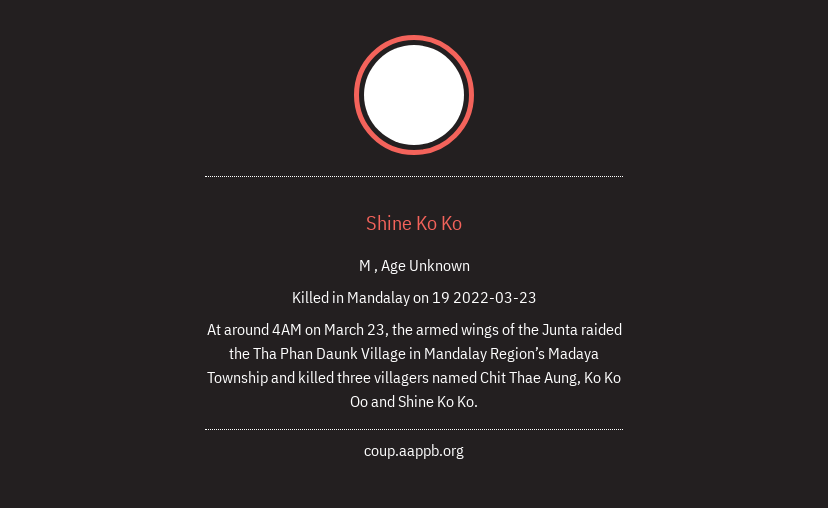 Shine Ko Ko
M , Age Unknown
Killed in Mandalay on 19 2022-03-23
At around 4AM on March 23, the armed wings of the Junta raided
the Tha Phan Daunk Village in Mandalay Region’s Madaya
Township and killed three villagers named Chit Thae Aung, Ko Ko
Oo and Shine Ko Ko.
coup.aappb.org